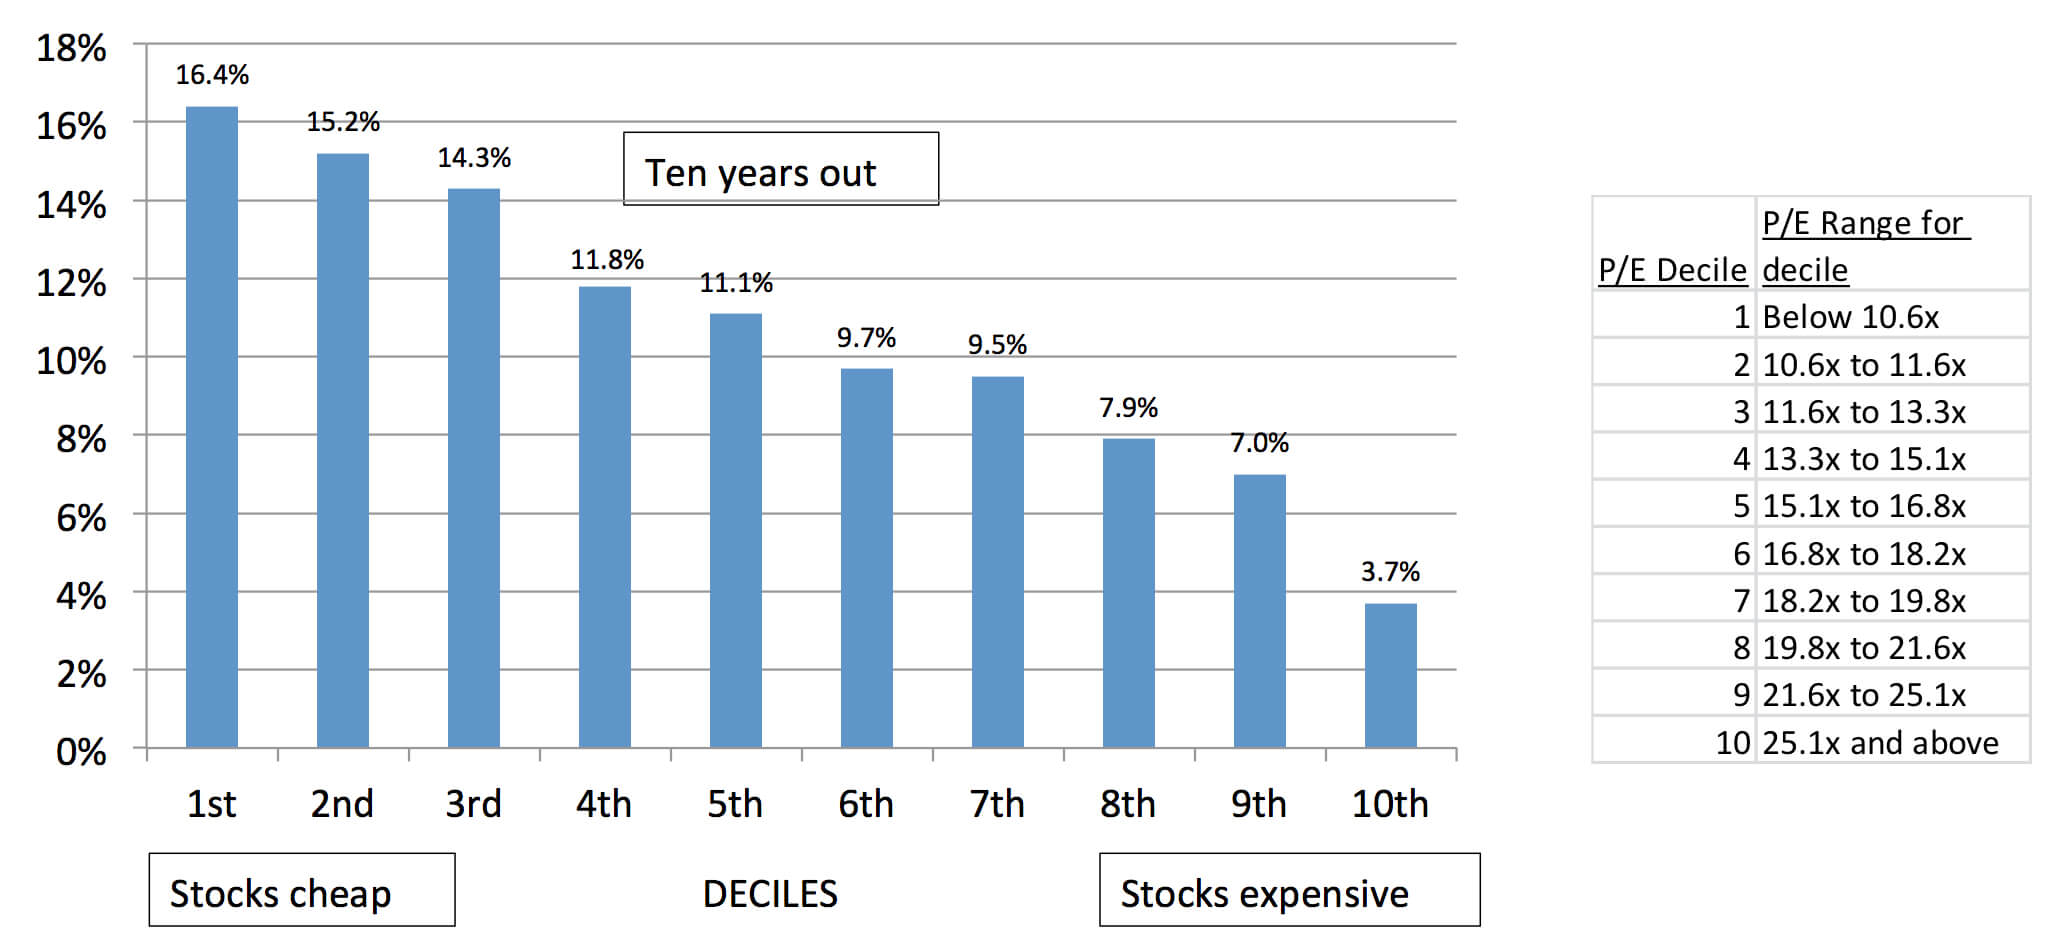 18%
16%
14%
12%
10%
8%
6%
4%
2%
0%
16.4%
15.2%
14.3%
11.8%
11.1%
9.7%
9.5%
7.9%
7.0%
3.7%
Ten years out
1st 2nd 3rd 4th 5th 6th 7th 8th 9th 10th
Stocks cheap DECILES Stocks expensive
P/E Range for
P/E Decile decile
1 Below 10.6x
2 10.6x to 11.6x
3 11.6x to 13.3x
4 13.3x to 15.1x
5 15.1x to 16.8x
6 16.8x to 18.2x
7 18.2x to 19.8x
8 19.8x to 21.6x
9 21.6x to 25.1x
10 25.1x and above